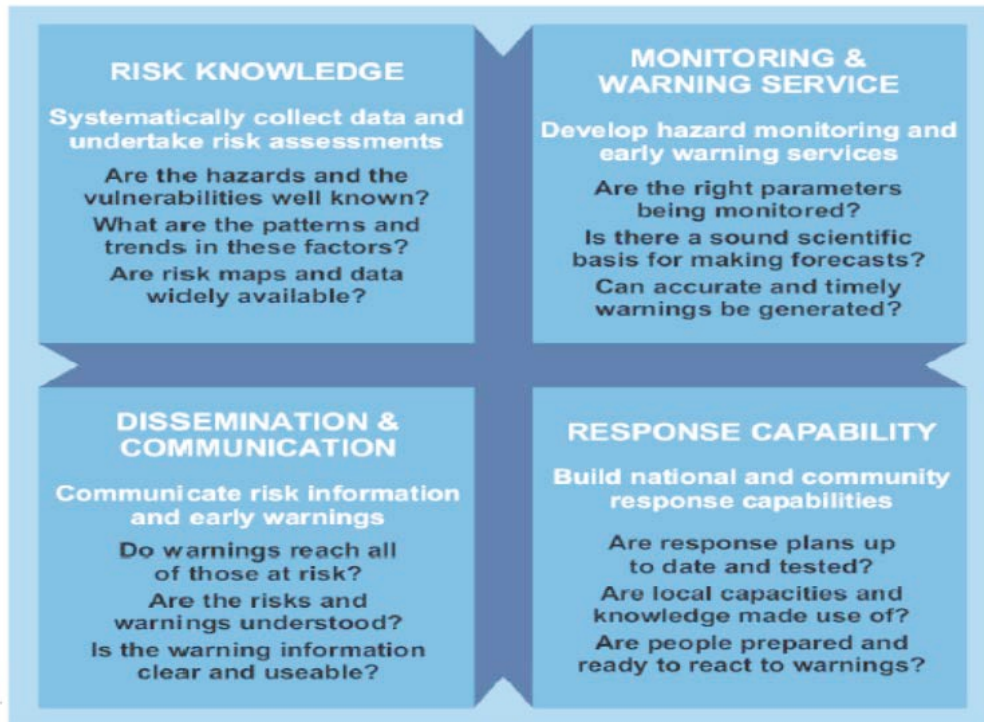 RISK KNOWLEDGE
Systematically collect data and
undertake risk assessments
Are the hazards and the
vulnerabilities well known?
What are the patterns and
trends in these factors?
Are risk maps and data
widely available?
MONITORING &
WARNING SERVICE
Develop hazard monitoring and
early warning services
Are the right parameters
being monitored?
Is there a sound scientific
basis for making forecasts?
Can accurate and timely
warnings be generated?
DISSEMINATION &
COMMUNICATION
Communicate risk information
and early warnings
Do warnings reach all
of those at risk?
Are the risks and
warnings understood?
Is the warning information
clear and useable?
RESPONSE CAPABILITY
Build national and community
response capabilities
Are response plans up
to date and tested?
Are local capacities and
knowledge made use of?
Are people prepared and
ready to react to warnings?